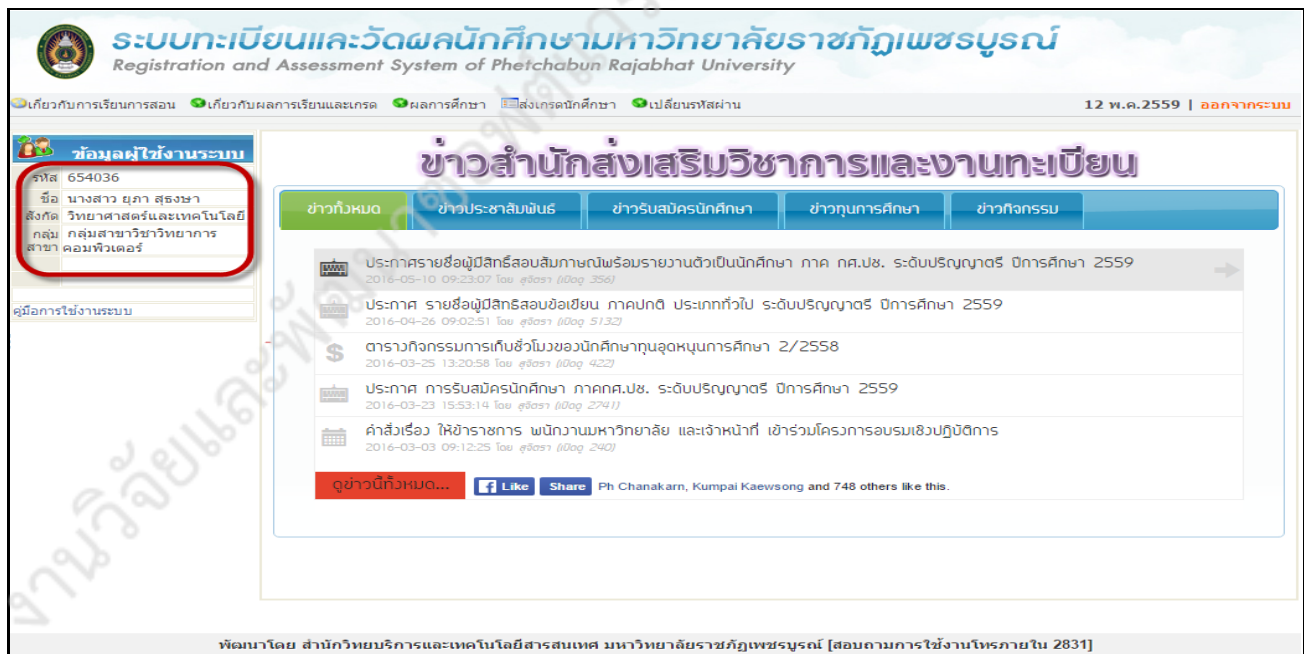 ระบบทะเบียนและวัดผลนักศึกษามหาวิทยาลัยราชภัฏเพชรบูรณ์
Registration and Assessment System of Phetchabun Rajabhat University
เกี่ยวกับการเรียนการสอน เกี่ยวกับผลการเรียนและเกรด ผลการศึกษา ส่งเกรดนักศึกษา เปลี่ยนรหัสผ่าน 12 พ.ค.2559 | ออกจากระบบ
ข้อมูลผู้ใช้งานระบบ
รหัส 654036
ชื่อ นางสาว ยุภา สุธงษา
สังกัด วิทยาศาสตร์และเทคโนโลยี
กลุ่มสาขา กลุ่มสาขาวิชาวิทยาการคอมพิวเตอร์
คู่มือการใช้งานระบบ
ข่าวสำนักส่งเสริมวิชาการและงานทะเบียน
ข่าวทั้งหมด ข่าวประชาสัมพันธ์ ข่าวรับสมัครนักศึกษา ข่าวทุนการศึกษา ข่าวกิจกรรม
ประกาศรายชื่อผู้มีสิทธิ์สอบสัมภาษณ์พร้อมรายงานตัวเป็นนักศึกษา ภาค กศ.ปช. ระดับปริญญาตรี ปีการศึกษา 2559
2016-05-10 09:23:07 โดย สุจิตรา (เปิดดู 356)
ประกาศ รายชื่อผู้มีสิทธิสอบข้อเขียน ภาคปกติ ประเภททั่วไป ระดับปริญญาตรี ปีการศึกษา 2559
2016-04-26 09:02:51 โดย สุจิตรา (เปิดดู 5132)
ตารางกิจกรรมการเก็บชั่วโมงของนักศึกษาทุนอุดหนุนการศึกษา 2/2558
2016-03-25 13:20:58 โดย สุจิตรา (เปิดดู 422)
ประกาศ การรับสมัครนักศึกษา ภาคกศ.ปช. ระดับปริญญาตรี ปีการศึกษา 2559
2016-03-23 15:53:14 โดย สุจิตรา (เปิดดู 2741)
คำสั่งเรื่อง ให้ข้าราชการ พนักงานมหาวิทยาลัย และเจ้าหน้าที่ เข้าร่วมโครงการอบรมเชิงปฏิบัติการ
2016-03-03 09:12:25 โดย สุจิตรา (เปิดดู 240)
ดูข่าวนี้ทั้งหมด... Like Share Ph Chanakarn, Kumpai Kaewsong and 748 others like this.
พัฒนาโดย สำนักวิทยบริการและเทคโนโลยีสารสนเทศ มหาวิทยาลัยราชภัฏเพชรบูรณ์ [สอบถามการใช้งานโทรภายใน 2831]